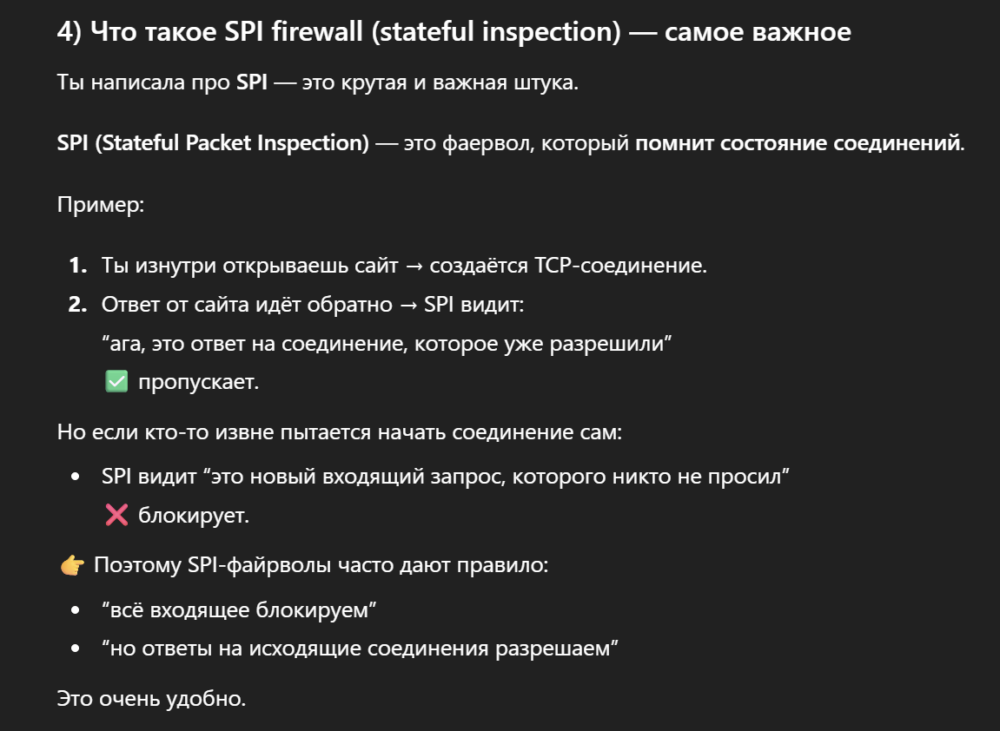 4) Что такое SPI firewall (stateful inspection) — самое важное
Ты написала про SPI — это крутая и важная штука.
SPI (Stateful Packet Inspection) — это фаервол, который помнит состояние соединений.
Пример:
1. Ты изнутри открываешь сайт → создаётся TCP-соединение.
2. Ответ от сайта идёт обратно → SPI видит:
“ага, это ответ на соединение, которое уже разрешили”
✅ пропускает.
Но если кто-то извне пытается начать соединение сам:
• SPI видит “это новый входящий запрос, которого никто не просил”
❌ блокирует.
👉 Поэтому SPI-файрволы часто дают правило:
• “всё входящее блокируем”
• “но ответы на исходящие соединения разрешаем”
Это очень удобно.